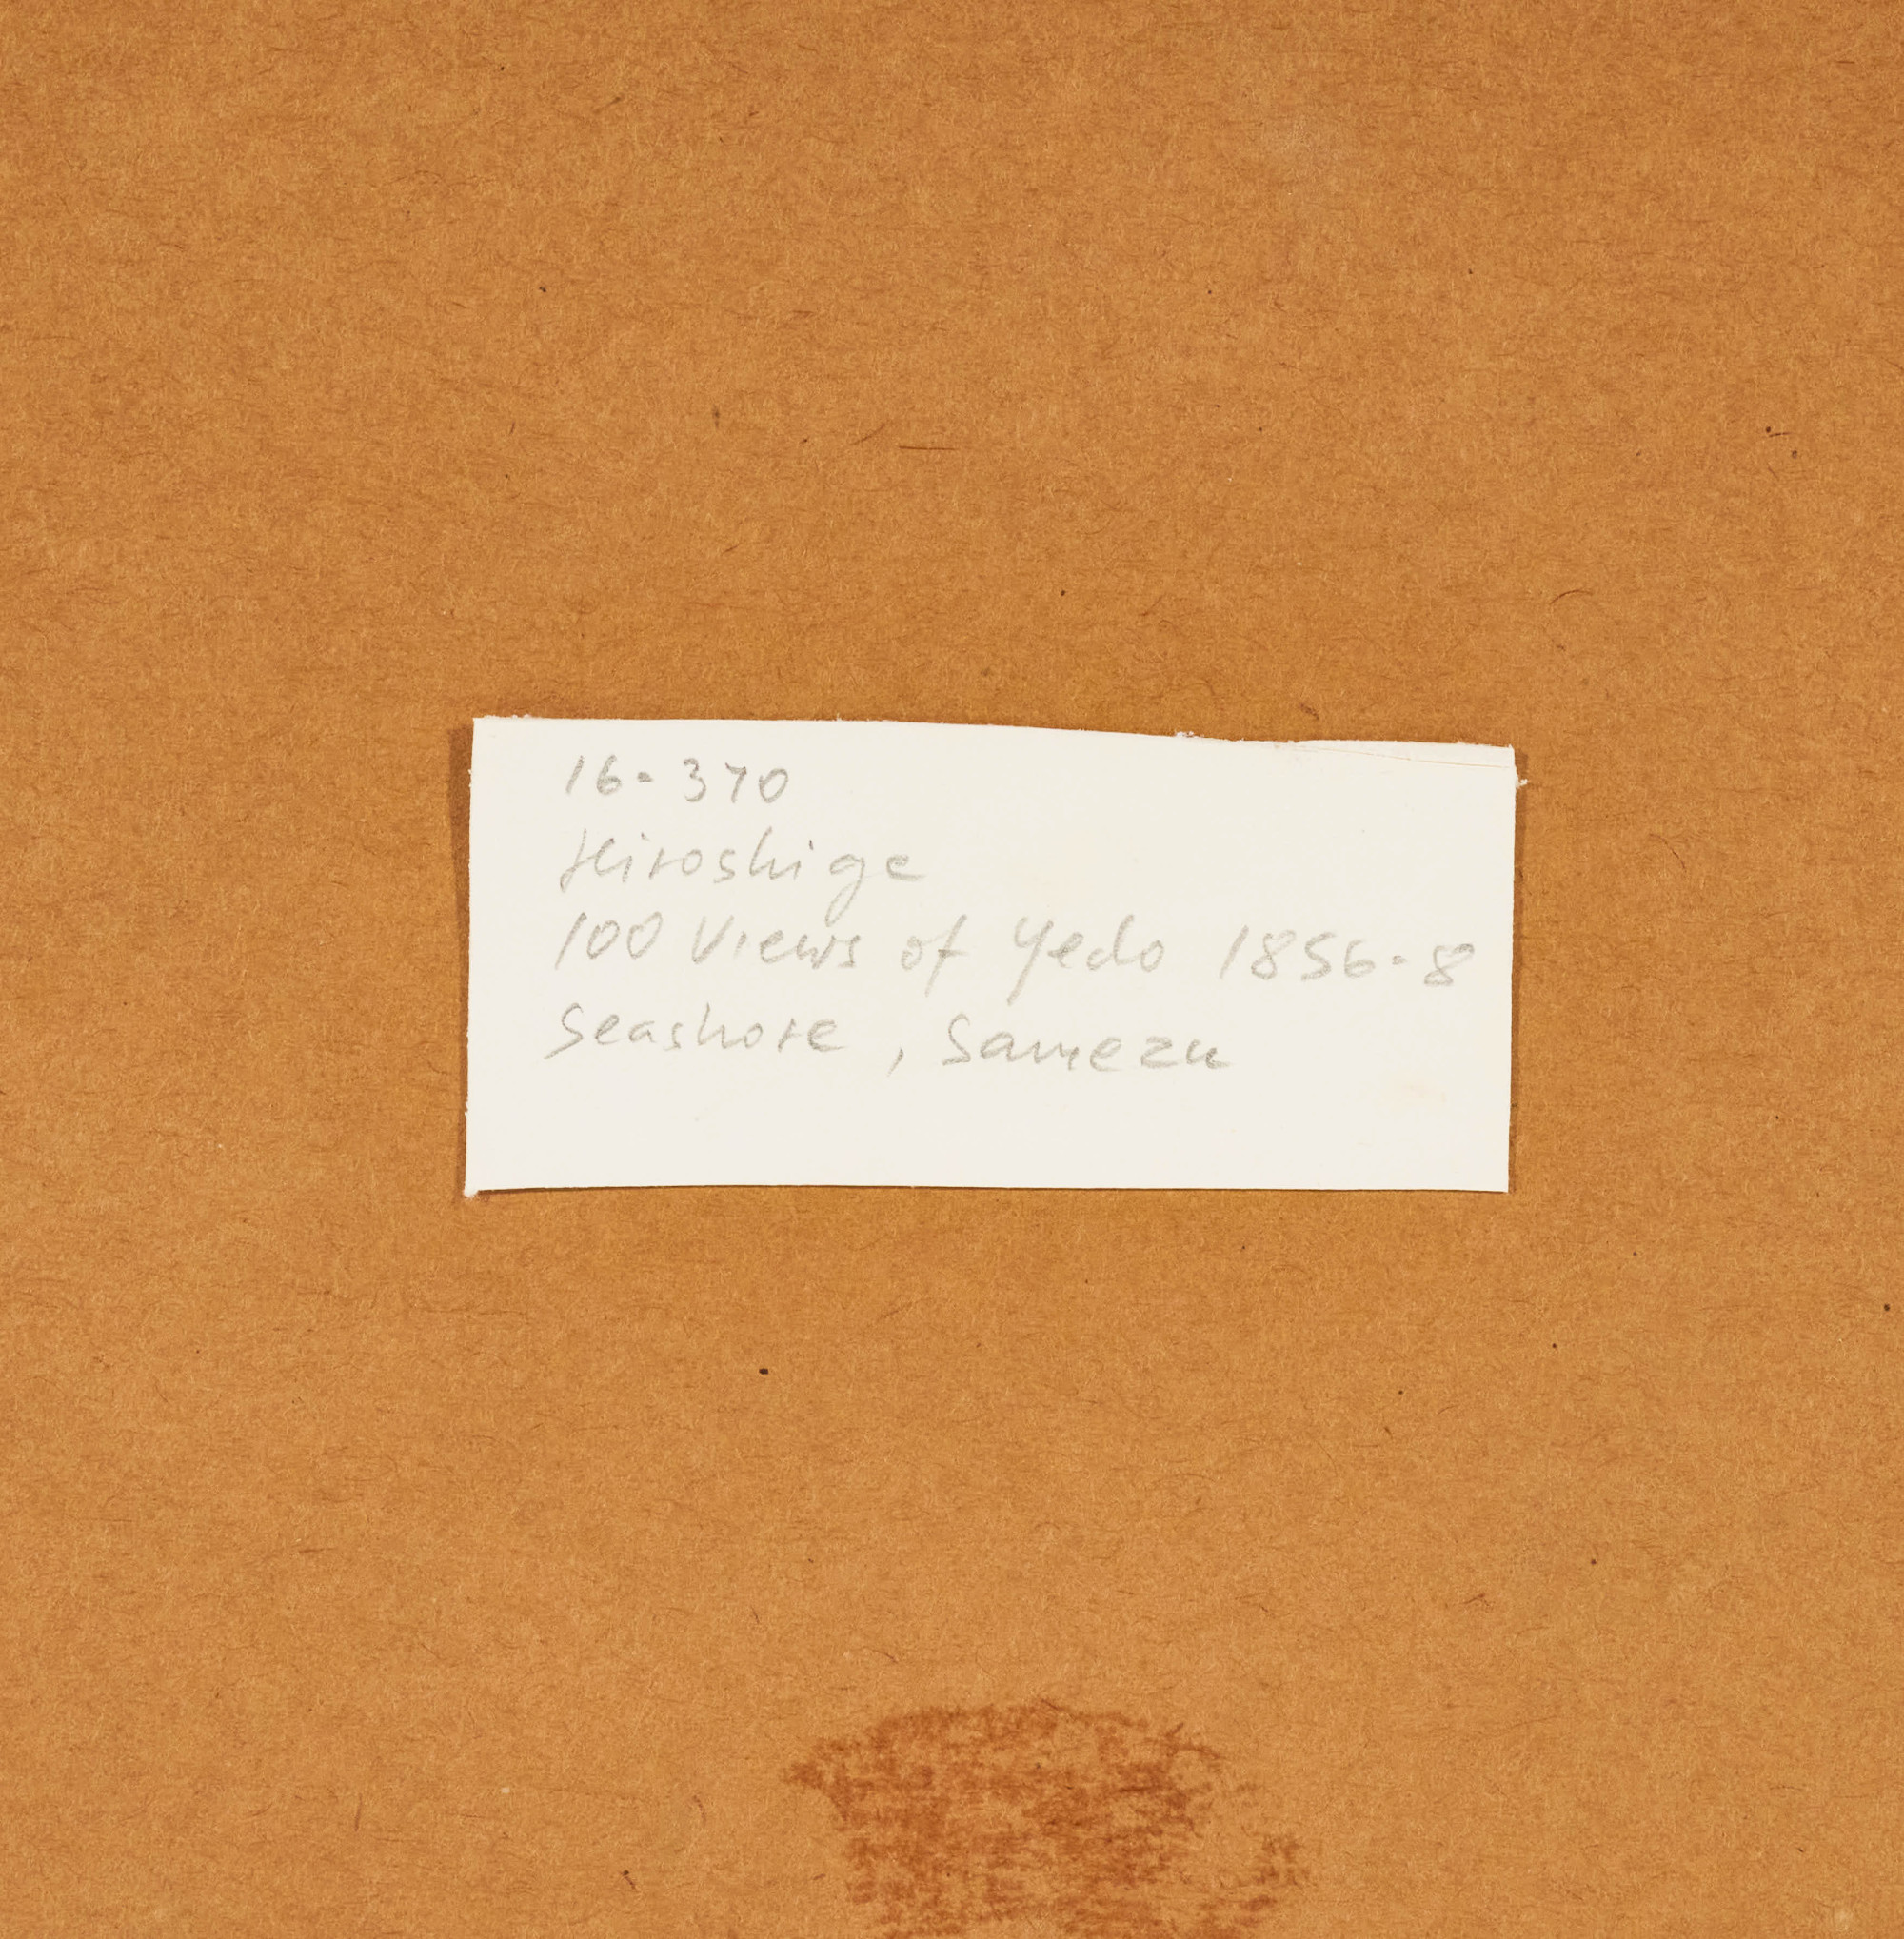 16-370
Hiroshige
100 Views of Yedo 1856-8
Seashore, Samezu